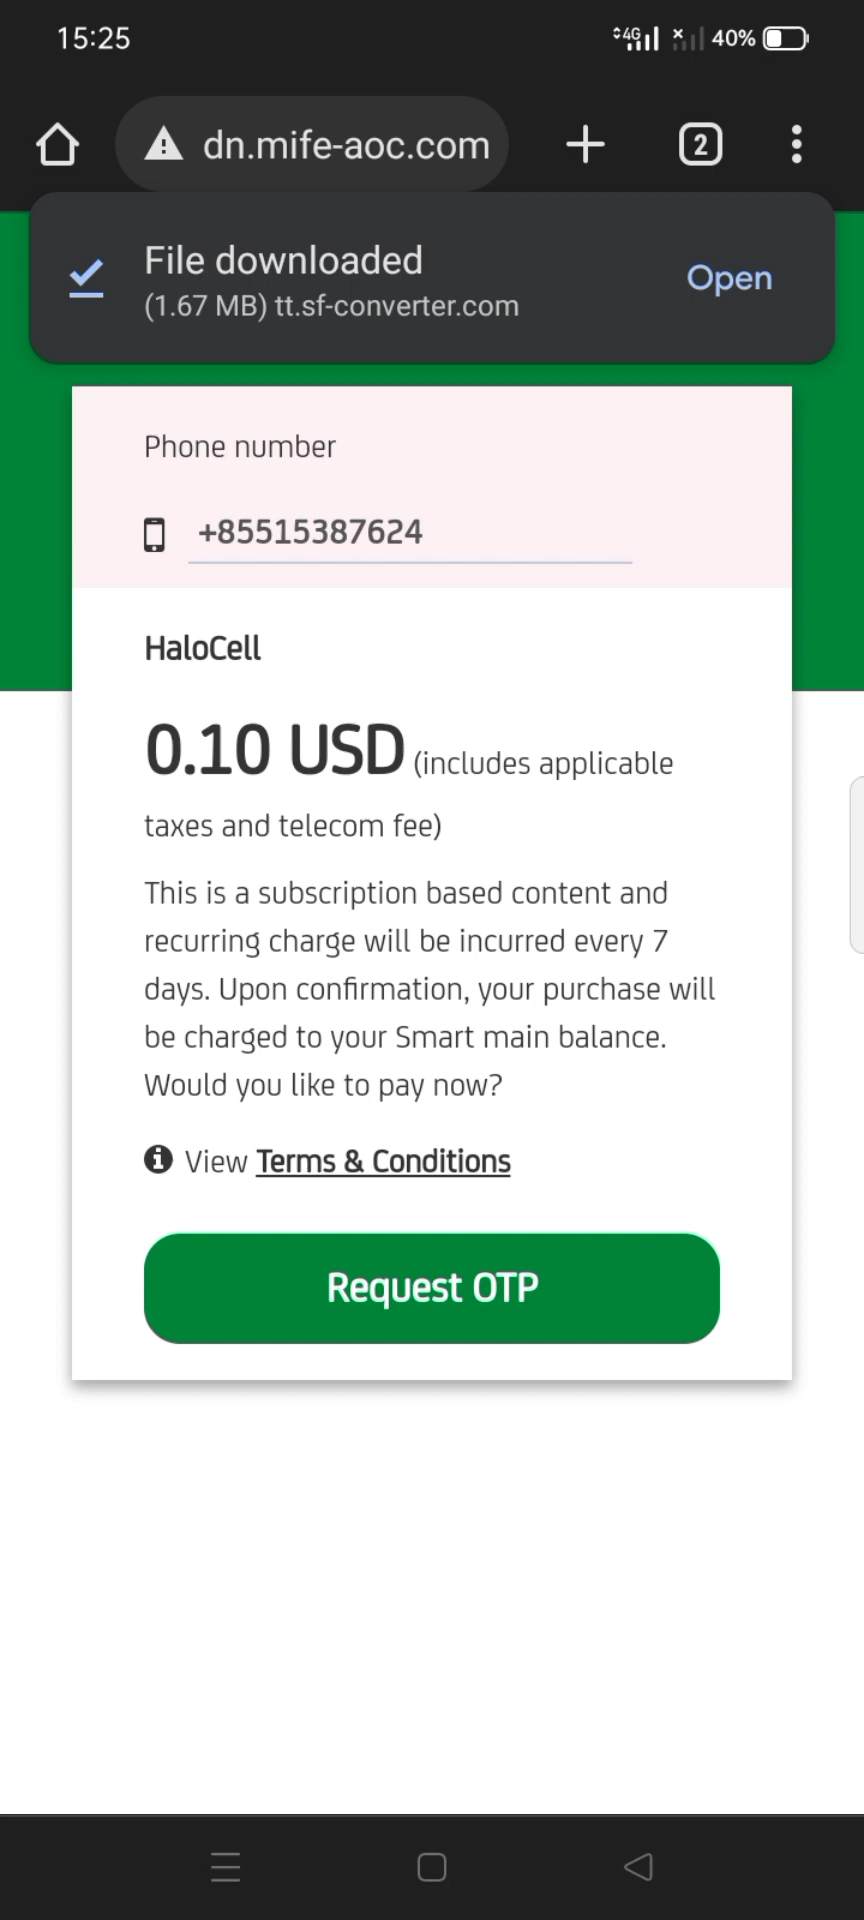 15:25
4G
40%
dn.mife-aoc.com
2
File downloaded
(1.67 MB) tt.sf-converter.com
Open
Phone number
+85515387624
HaloCell
0.10 USD (includes applicable
taxes and telecom fee)
This is a subscription based content and
recurring charge will be incurred every 7
days. Upon confirmation, your purchase will
be charged to your Smart main balance.
Would you like to pay now?
View Terms & Conditions
Request OTP